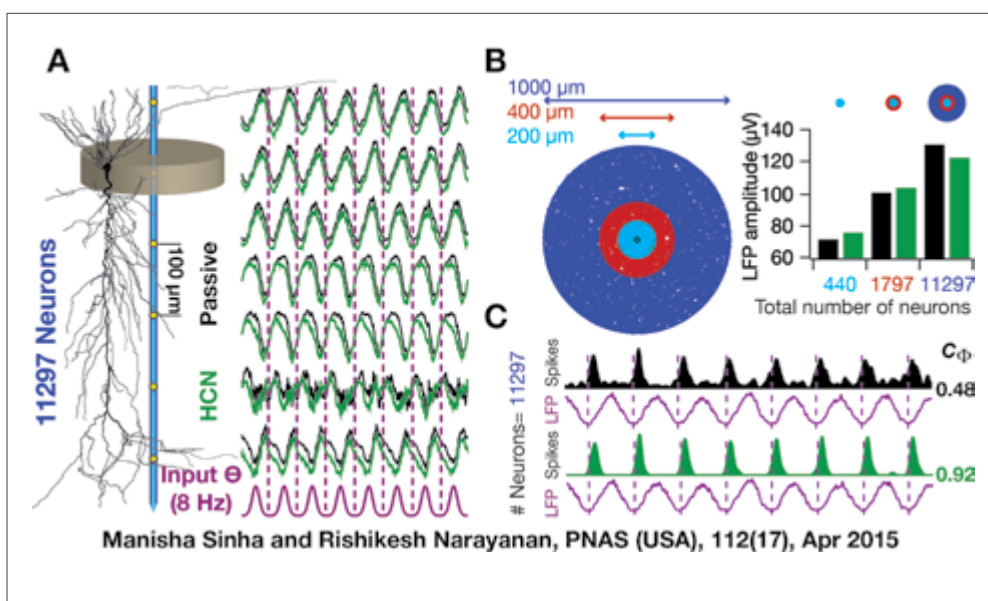 A
11297 Neurons
100 µm
Passive
HCN
Input Θ
(8 Hz)
B
1000 µm
400 µm
200 µm
LFP amplitude (µV)
140
120
100
80
60
440 1797 11297
Total number of neurons
C
# Neurons= 11297
Spikes
LFP
Spikes
LFP
CΦ
0.48
0.92
Manisha Sinha and Rishikesh Narayanan, PNAS (USA), 112(17), Apr 2015